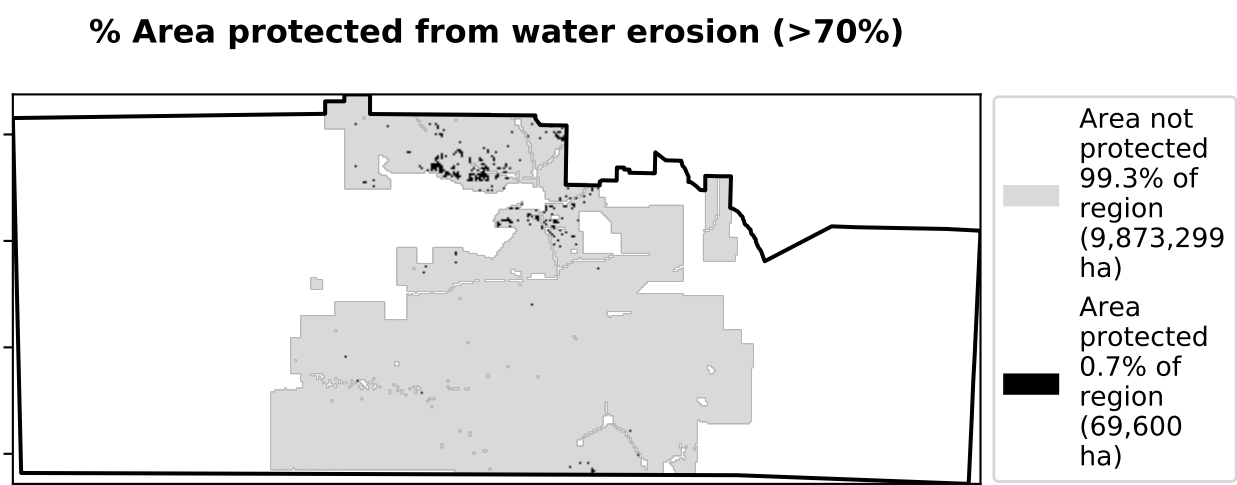 % Area protected from water erosion (>70%)
Area not
protected
99.3% of
region
(9,873,299
ha)
Area
protected
0.7% of
region
(69,600
ha)